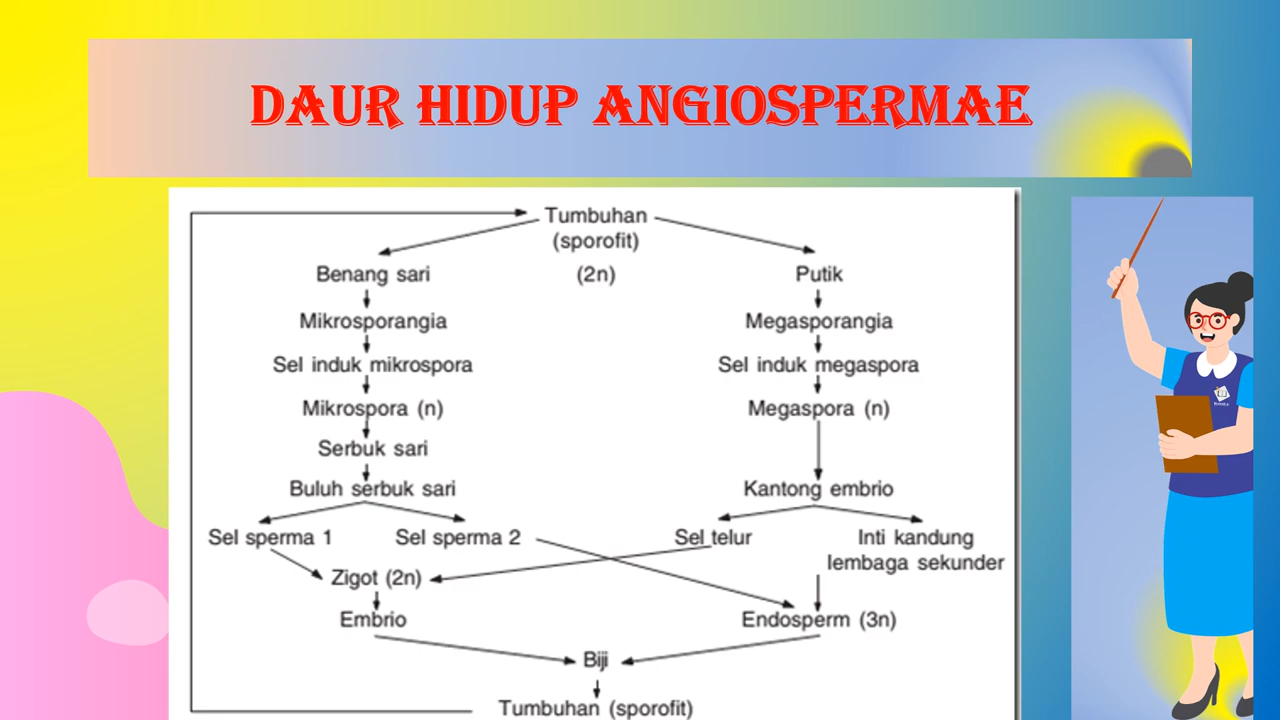 DAUR HIDUP ANGIOSPERMAE
Tumbuhan
(sporofit)
(2n)
Benang sari
Putik
Mikrosporangia
Megasporangia
Sel induk mikrospora
Sel induk megaspora
Mikrospora (n)
Megaspora (n)
Serbuk sari
Buluh serbuk sari
Kantong embrio
Sel sperma 1
Sel sperma 2
Sel telur
Inti kandung
lembaga sekunder
Zigot (2n)
Embrio
Endosperm (3n)
Biji
Tumbuhan (sporofit)